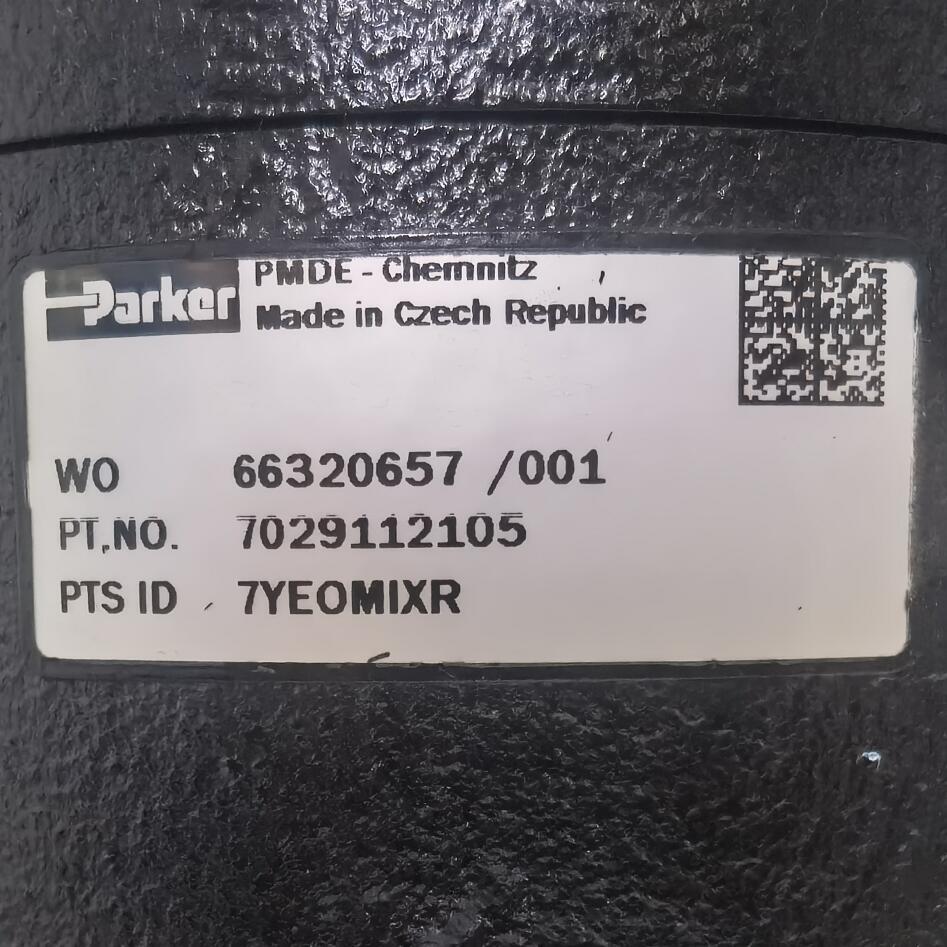 Parker
PMDE - Chemnitz
Made in Czech Republic
WO 66320657 /001
PT.NO. 7029112105
PTS ID 7YEOMIXR